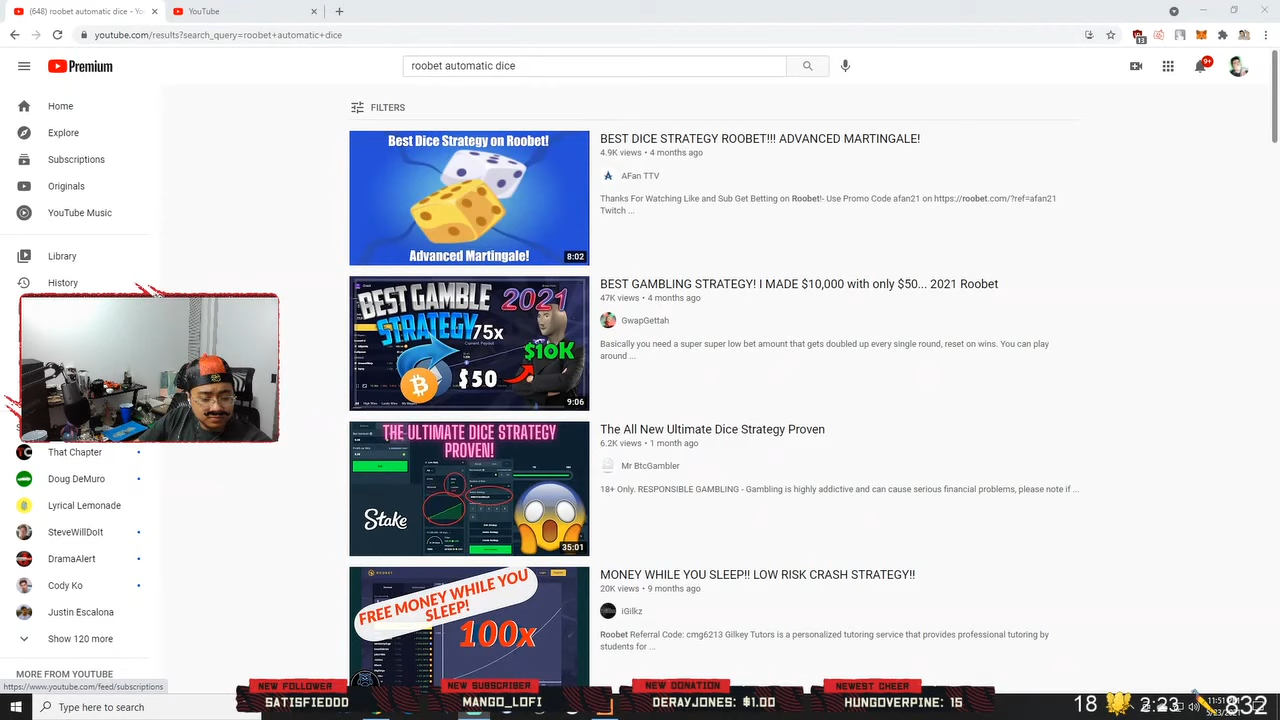 (648) roobet automatic dice - Yo
YouTube
youtube.com/results?search_query=roobet+automatic+dice
13
Premium
roobet automatic dice
9+
Home
Explore
Subscriptions
Originals
YouTube Music
Library
History
That Chapter
Doug DeMuro
Lyrical Lemonade
SteveWillDoIt
DramaAlert
Cody Ko
Justin Escalona
Show 120 more
MORE FROM YOUTUBE
https://www.youtube.com/feed/subscriptions
FILTERS
Best Dice Strategy on Roobet!
Advanced Martingale!
8:02
BEST DICE STRATEGY ROOBET!!! ADVANCED MARTINGALE!
4.9K views • 4 months ago
AFan TTV
Thanks For Watching Like and Sub Get Betting on Roobet!- Use Promo Code afan21 on https://roobet.com/?ref=afan21
Twitch ...
BEST GAMBLE 2021
STRATEGY 75x
Current Payout
$10K
$50
9:06
BEST GAMBLING STRATEGY! I MADE $10,000 with only $50... 2021 Roobet
47K views • 4 months ago
GwapGettah
Basically you need a super super low bet amount that gets doubled up every single round, reset on wins. You can play
around ...
THE ULTIMATE DICE STRATEGY
PROVEN!
Stake
35:01
The All New Ultimate Dice Strategy Proven
6.2K views • 1 month ago
Mr BtcGambler
18+ Only. RESPONSIBLE GAMBLING - Gambling is highly addictive and can cause serious financial problems, please note if ...
ROOBET
FREE MONEY WHILE YOU
SLEEP!
100x
MONEY WHILE YOU SLEEP!! LOW RISK CRASH STRATEGY!!
20K views • 9 months ago
iGilkz
Roobet Referral Code: cmg6213 Gilkey Tutors is a personalized tutoring service that provides professional tutoring by
students for ...
NEW FOLLOWER
SATISFIEDDD
NEW SUBSCRIBER
MANGO_LOFI
NEW DONATION
DERAYJONES: $1.00
NEWEST CHEER
HUNGOVERPINE: 15
Type here to search
18